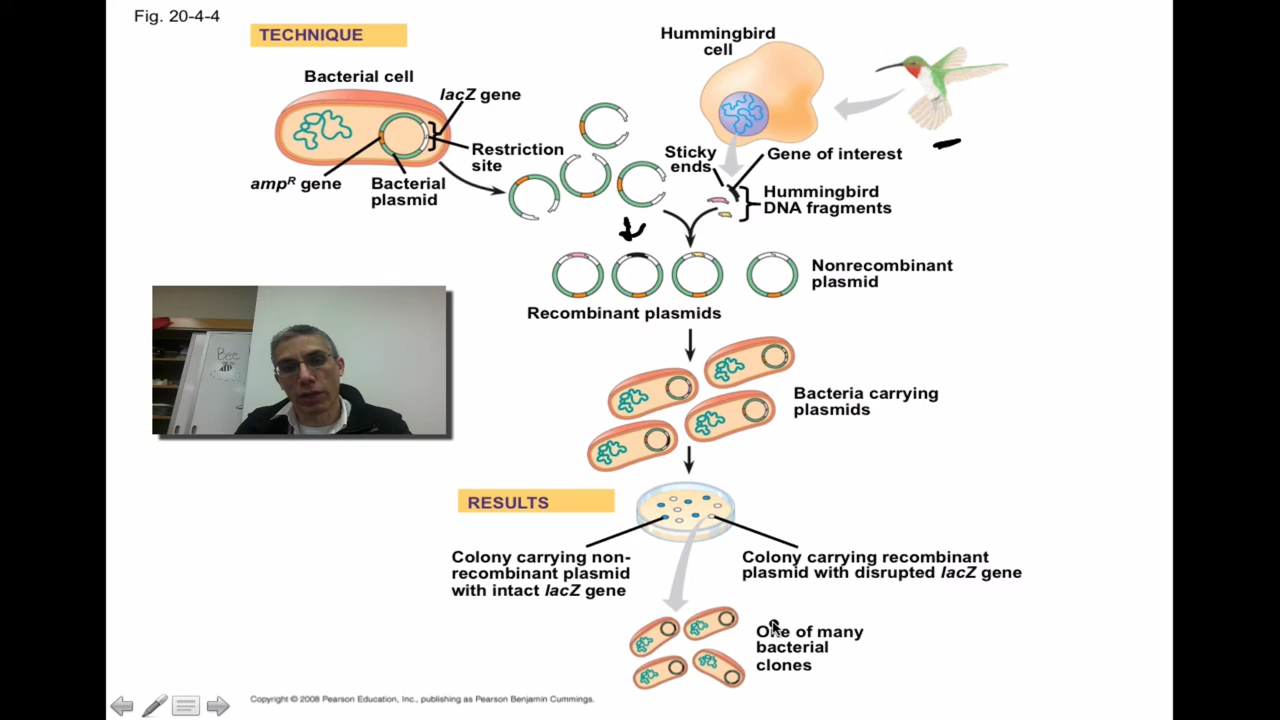 Fig. 20-4-4
TECHNIQUE
Hummingbird
cell
Bacterial cell
lacZ gene
Restriction
site
ampR gene
Bacterial
plasmid
Sticky
ends
Gene of interest
Hummingbird
DNA fragments
Nonrecombinant
plasmid
Recombinant plasmids
Bee
Bacteria carrying
plasmids
RESULTS
Colony carrying non-
recombinant plasmid
with intact lacZ gene
Colony carrying recombinant
plasmid with disrupted lacZ gene
One of many
bacterial
clones
Copyright © 2008 Pearson Education, Inc., publishing as Pearson Benjamin Cummings.